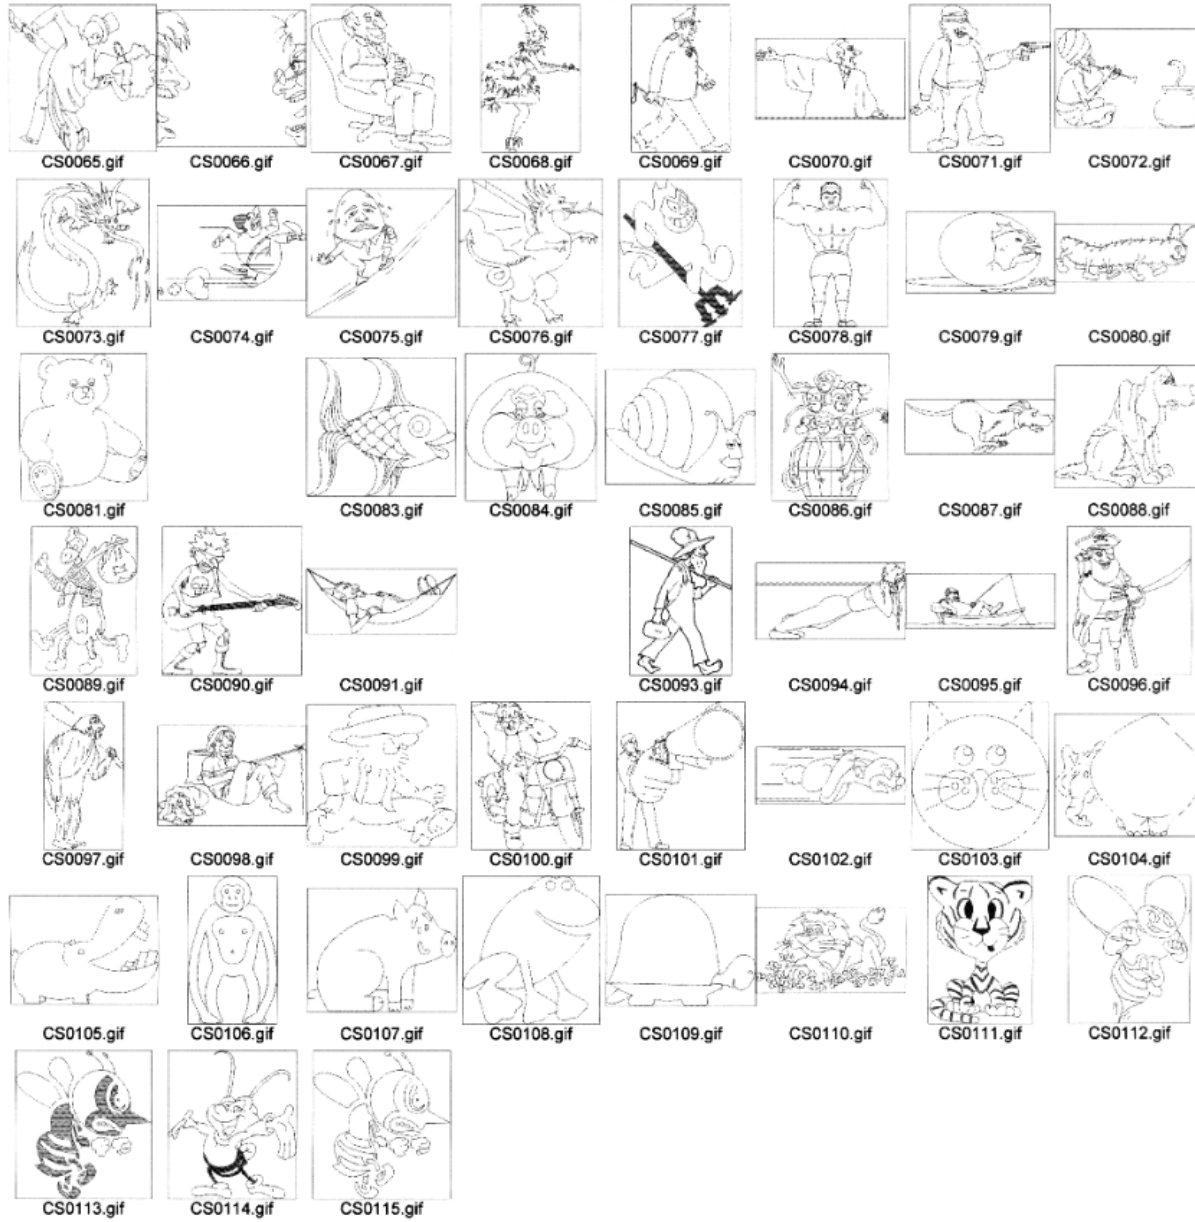 CS0065.gif CS0066.gif CS0067.gif CS0068.gif CS0069.gif CS0070.gif CS0071.gif CS0072.gif
CS0073.gif CS0074.gif CS0075.gif CS0076.gif CS0077.gif CS0078.gif CS0079.gif CS0080.gif
CS0081.gif CS0083.gif CS0084.gif CS0085.gif CS0086.gif CS0087.gif CS0088.gif
CS0089.gif CS0090.gif CS0091.gif CS0093.gif CS0094.gif CS0095.gif CS0096.gif
CS0097.gif CS0098.gif CS0099.gif CS0100.gif CS0101.gif CS0102.gif CS0103.gif CS0104.gif
CS0105.gif CS0106.gif CS0107.gif CS0108.gif CS0109.gif CS0110.gif CS0111.gif CS0112.gif
CS0113.gif CS0114.gif CS0115.gif